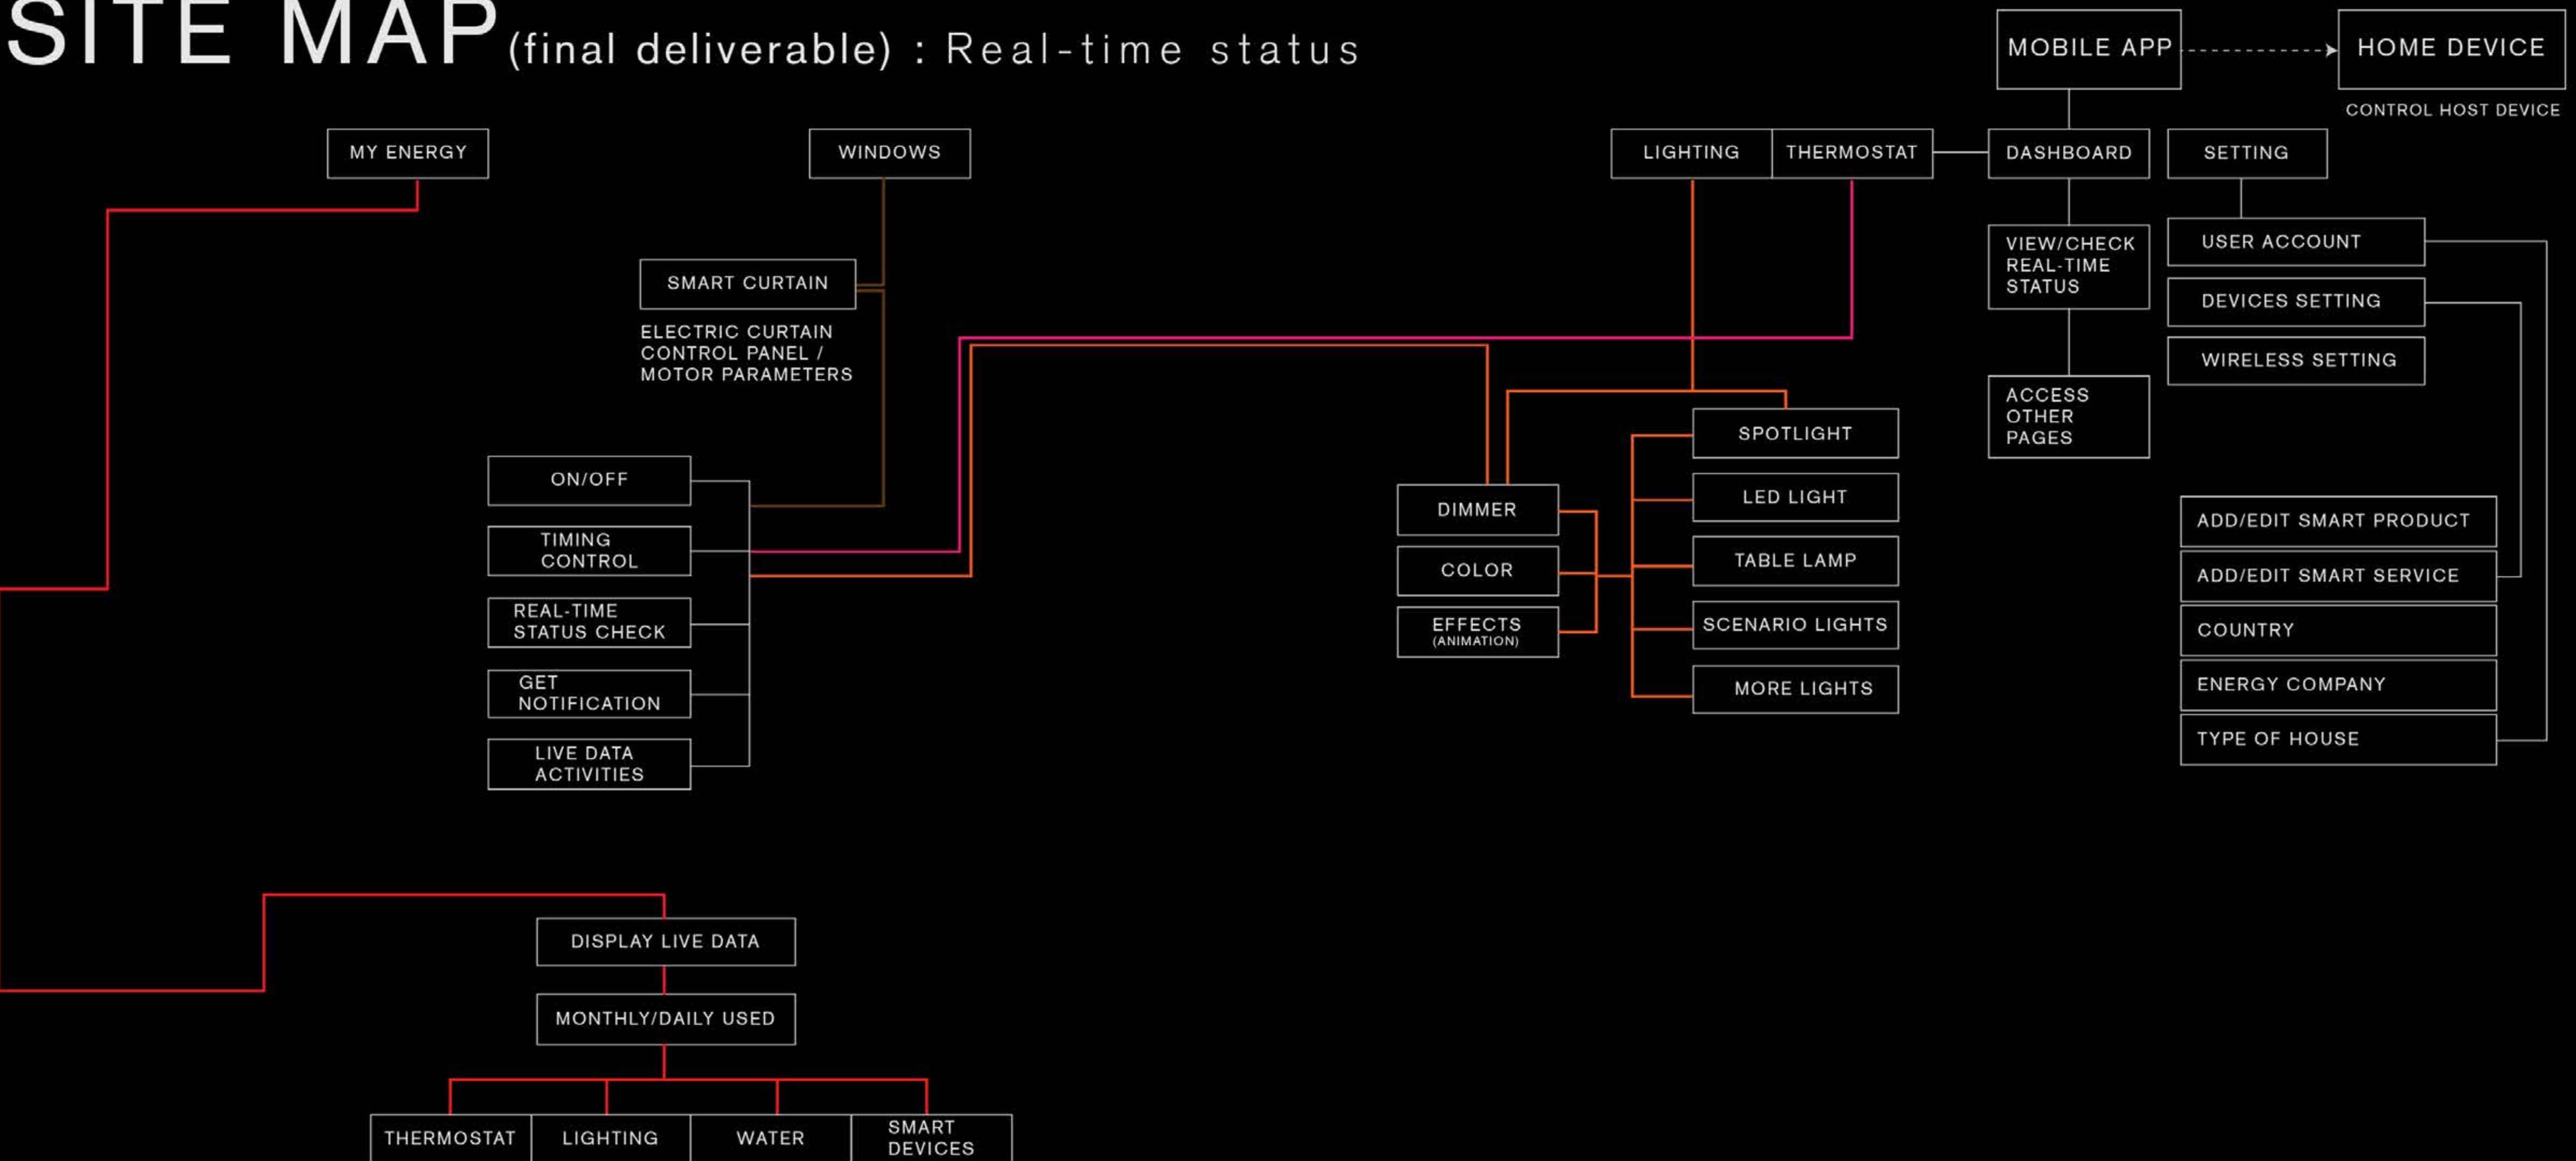 SITE MAP (final deliverable) : Real-time status
MOBILE APP
HOME DEVICE
CONTROL HOST DEVICE
MY ENERGY
WINDOWS
LIGHTING
THERMOSTAT
DASHBOARD
SETTING
SMART CURTAIN
ELECTRIC CURTAIN
CONTROL PANEL /
MOTOR PARAMETERS
VIEW/CHECK
REAL-TIME
STATUS
ACCESS
OTHER
PAGES
USER ACCOUNT
DEVICES SETTING
WIRELESS SETTING
ON/OFF
TIMING
CONTROL
REAL-TIME
STATUS CHECK
GET
NOTIFICATION
LIVE DATA
ACTIVITIES
DIMMER
COLOR
EFFECTS
(ANIMATION)
SPOTLIGHT
LED LIGHT
TABLE LAMP
SCENARIO LIGHTS
MORE LIGHTS
ADD/EDIT SMART PRODUCT
ADD/EDIT SMART SERVICE
COUNTRY
ENERGY COMPANY
TYPE OF HOUSE
DISPLAY LIVE DATA
MONTHLY/DAILY USED
THERMOSTAT
LIGHTING
WATER
SMART
DEVICES